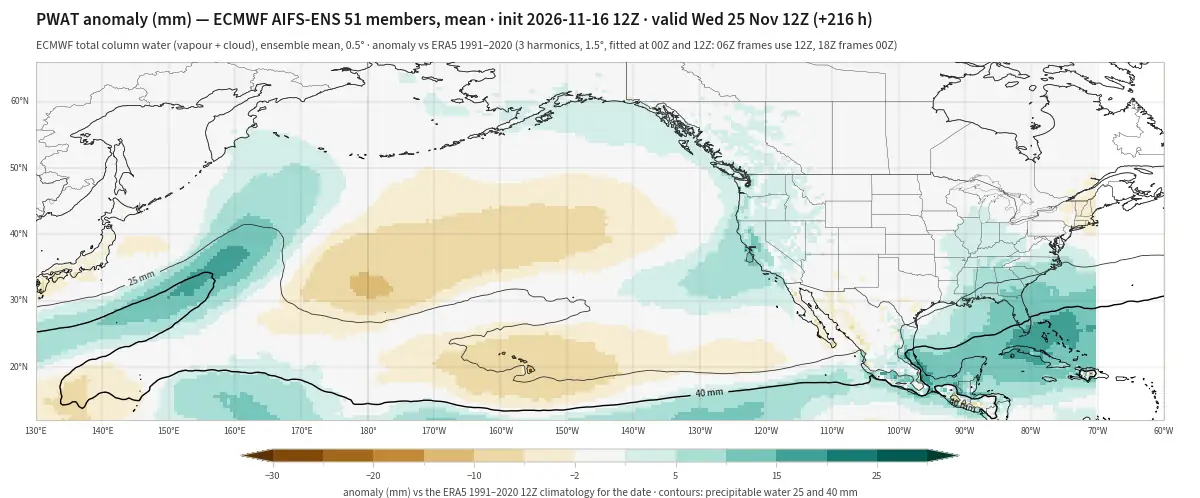 PWAT anomaly (mm) — ECMWF AIFS-ENS 51 members, mean · init 2026-11-16 12Z · valid Wed 25 Nov 12Z (+216 h)
ECMWF total column water (vapour + cloud), ensemble mean, 0.5° · anomaly vs ERA5 1991–2020 (3 harmonics, 1.5°, fitted at 00Z and 12Z: 06Z frames use 12Z, 18Z frames 00Z)
60°N
50°N
40°N
30°N
20°N
25 mm
40 mm
130°E 140°E 150°E 160°E 170°E 180° 170°W 160°W 150°W 140°W 130°W 120°W 110°W 100°W 90°W 80°W 70°W 60°W
−30 −20 −10 −2 5 15 25
anomaly (mm) vs the ERA5 1991–2020 12Z climatology for the date · contours: precipitable water 25 and 40 mm